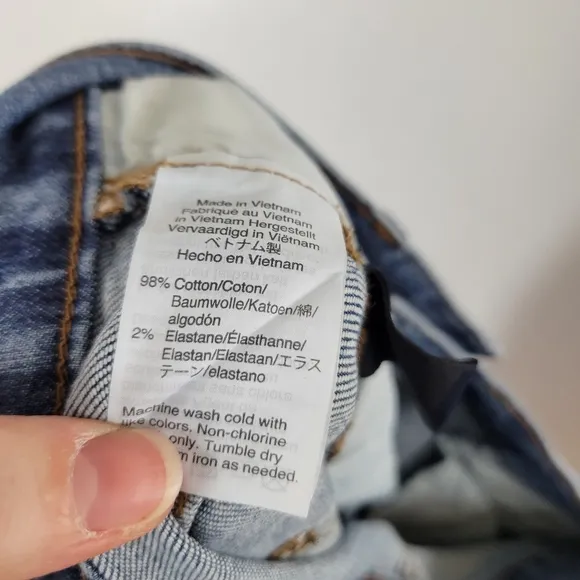 Made in Vietnam
Fabriqué au Vietnam
in Vietnam Hergestellt
Vervaardigd in Viëtnam
ベトナム製
Hecho en Vietnam
98% Cotton/Coton/
Baumwolle/Katoen/綿/
algodón
2% Elastane/Élasthanne/
Elastan/Elastaan/エラス
テーン/elastano
Machine wash cold with
like colors. Non-chlorine
only. Tumble dry
iron as needed.